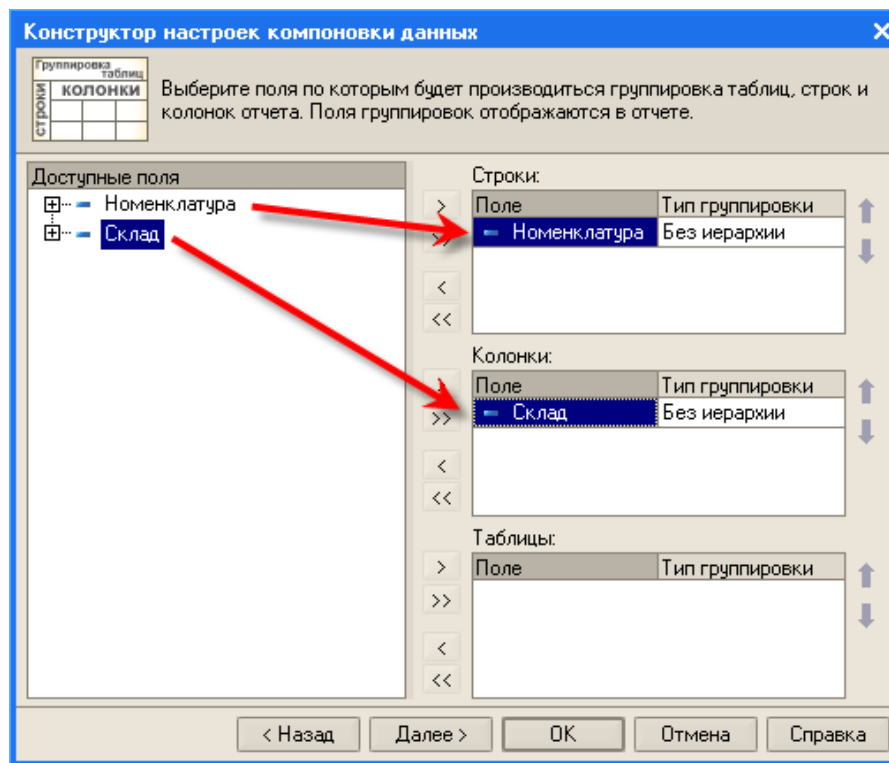 Конструктор настроек компоновки данных
Группировка
таблиц
строки
колонки
Выберите поля по которым будет производиться группировка таблиц, строк и
колонок отчета. Поля группировок отображаются в отчете.
Доступные поля
Номенклатура
Склад
Строки:
Поле Тип группировки
Номенклатура Без иерархии
>
>>
<
<<
Колонки:
Поле Тип группировки
Склад Без иерархии
>
>>
<
<<
Таблицы:
Поле Тип группировки
>
>>
<
<<
< Назад Далее > ОК Отмена Справка